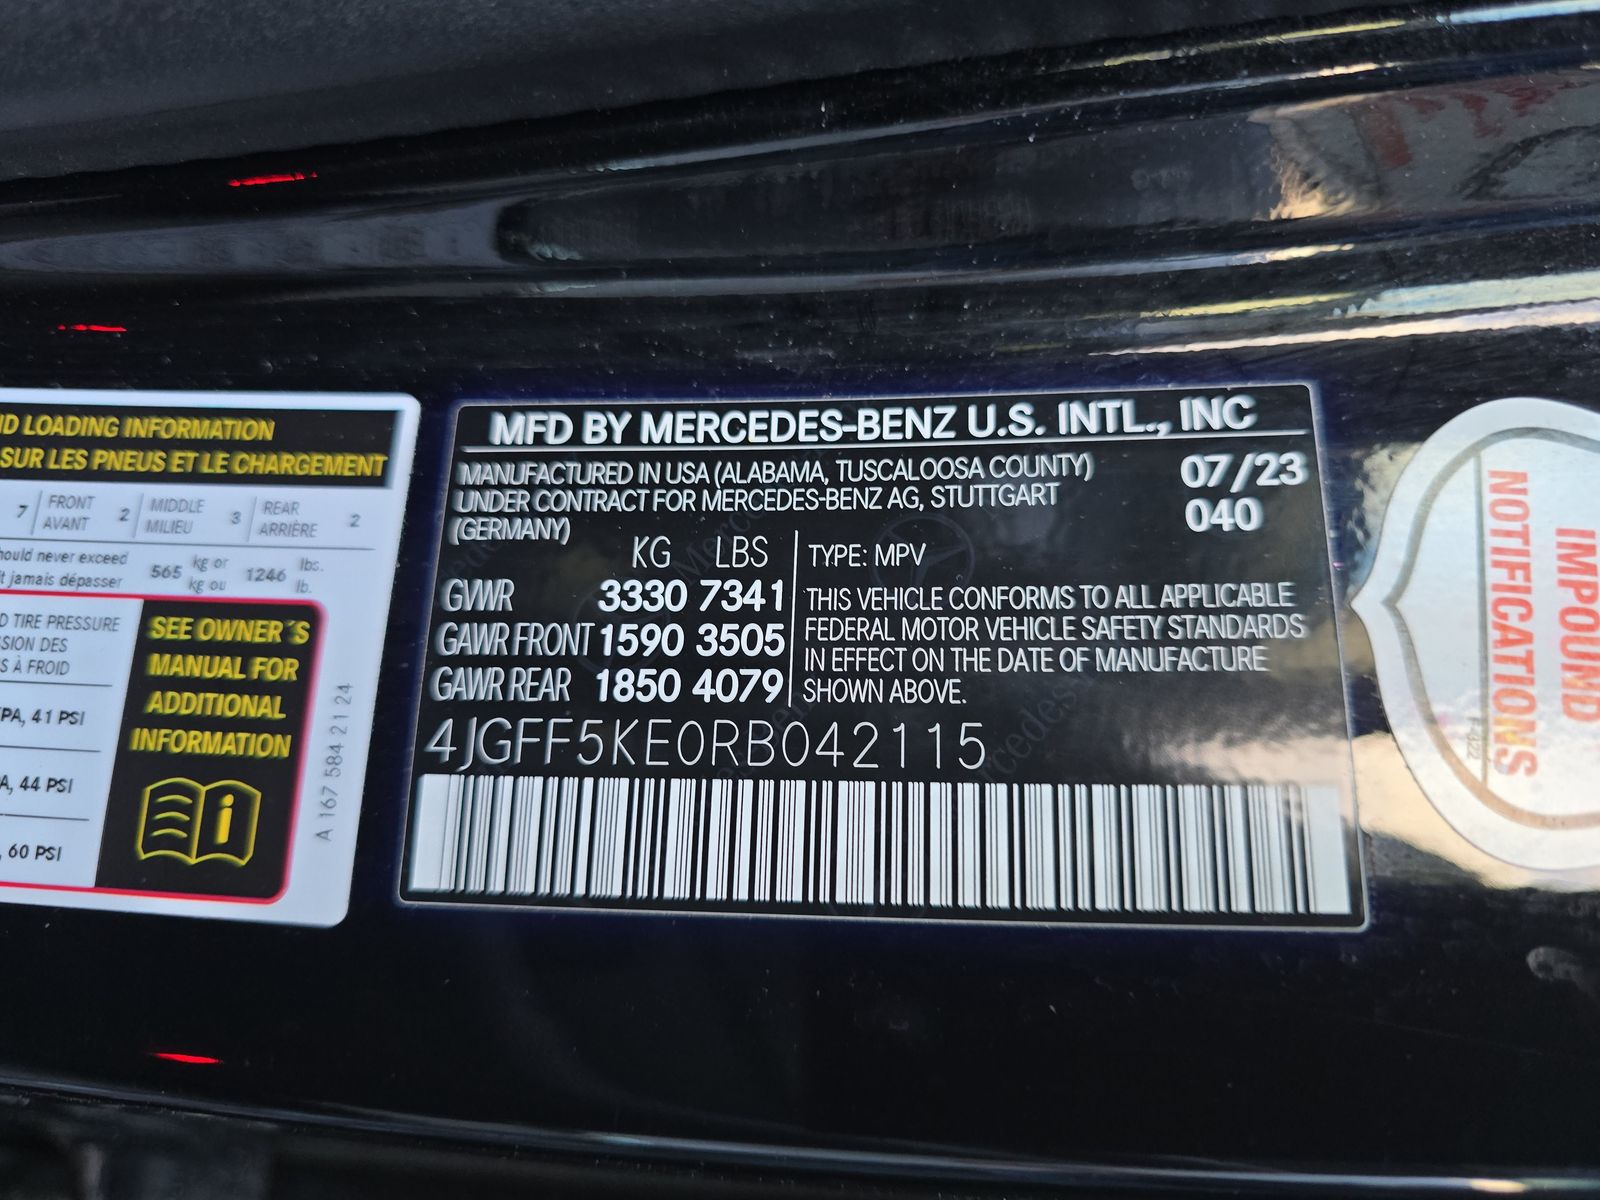 ND LOADING INFORMATION
SUR LES PNEUS ET LE CHARGEMENT
7 FRONT AVANT 2 MIDDLE MILIEU 3 REAR ARRIÈRE 2
should never exceed 565 kg or 1246 lbs.
t jamais dépasser kg ou lb.
D TIRE PRESSURE
SION DES
S À FROID
PA, 41 PSI
A, 44 PSI
, 60 PSI
SEE OWNER´S
MANUAL FOR
ADDITIONAL
INFORMATION
i
A 167 584 21 24
MFD BY MERCEDES-BENZ U.S. INTL., INC
MANUFACTURED IN USA (ALABAMA, TUSCALOOSA COUNTY)
UNDER CONTRACT FOR MERCEDES-BENZ AG, STUTTGART
(GERMANY)
07/23
040
KG LBS
GVWR 3330 7341
GAWR FRONT 1590 3505
GAWR REAR 1850 4079
TYPE: MPV
THIS VEHICLE CONFORMS TO ALL APPLICABLE
FEDERAL MOTOR VEHICLE SAFETY STANDARDS
IN EFFECT ON THE DATE OF MANUFACTURE
SHOWN ABOVE.
4JGFF5KE0RB042115
IMPOUND
NOTIFICATIONS